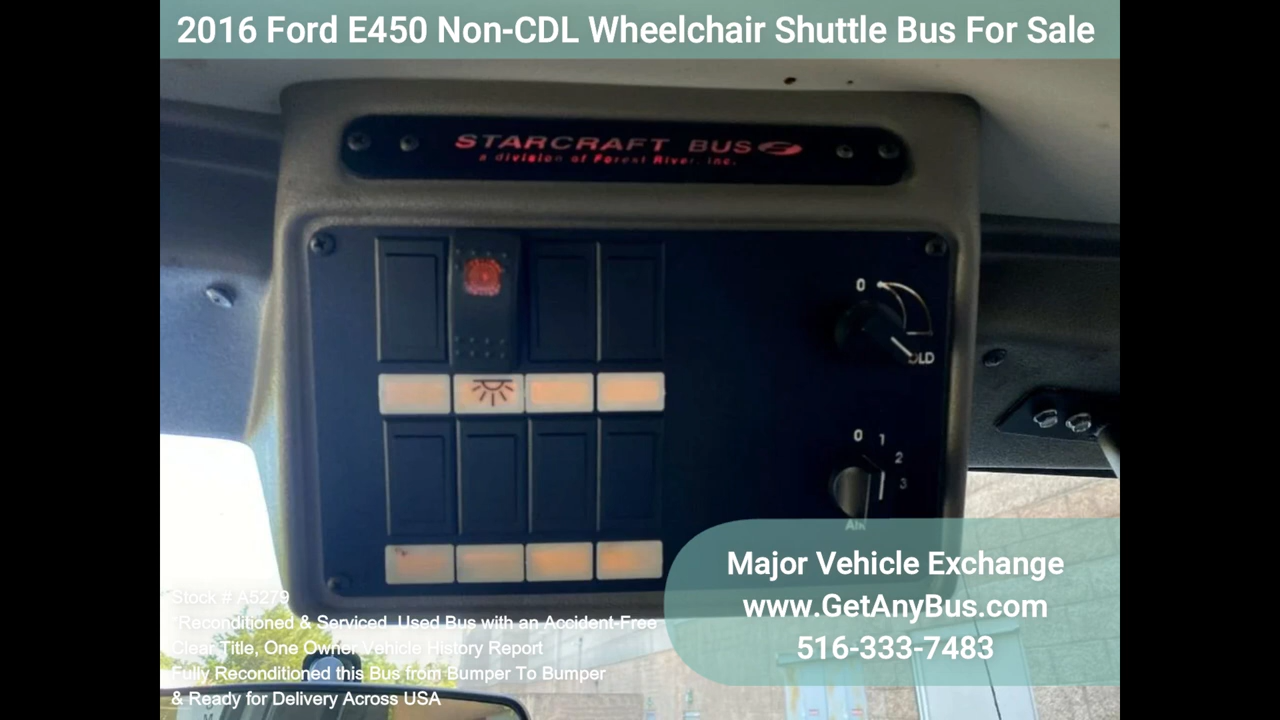 2016 Ford E450 Non-CDL Wheelchair Shuttle Bus For Sale
STARCRAFT BUS
a division of Forest River, Inc.
0
0 1
2
3
Major Vehicle Exchange
www.GetAnyBus.com
516-333-7483
Stock # A5279
*Reconditioned & Serviced Used Bus with an Accident-Free
Clear Title, One Owner Vehicle History Report
Fully Reconditioned this Bus from Bumper To Bumper
& Ready for Delivery Across USA